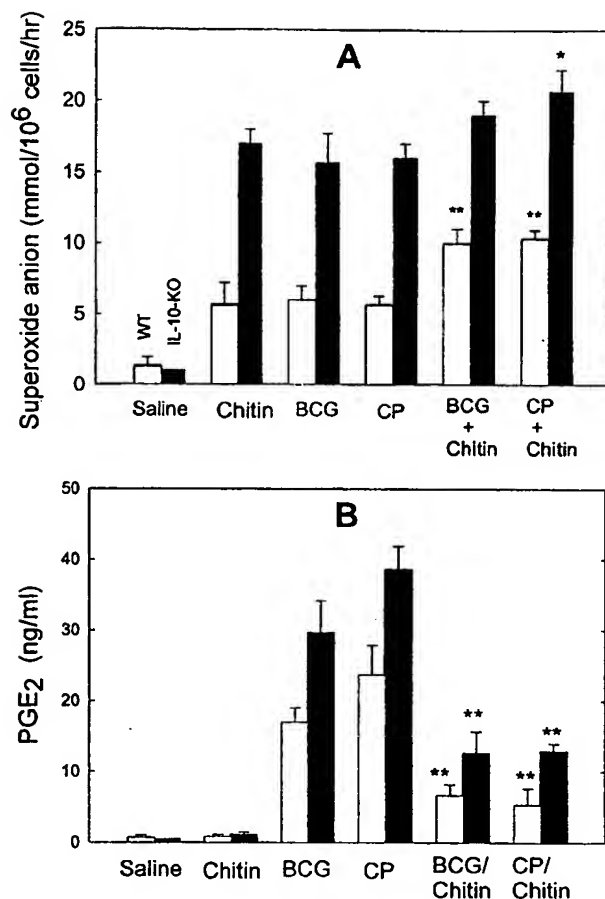 A
Superoxide anion (mmol/10⁶ cells/hr)
25
20
15
10
5
0
WT
IL-10-KO
**
**
*
Saline
Chitin
BCG
CP
BCG
+
Chitin
CP
+
Chitin
B
PGE₂ (ng/ml)
50
40
30
20
10
0
**
**
**
**
Saline
Chitin
BCG
CP
BCG/
Chitin
CP/
Chitin